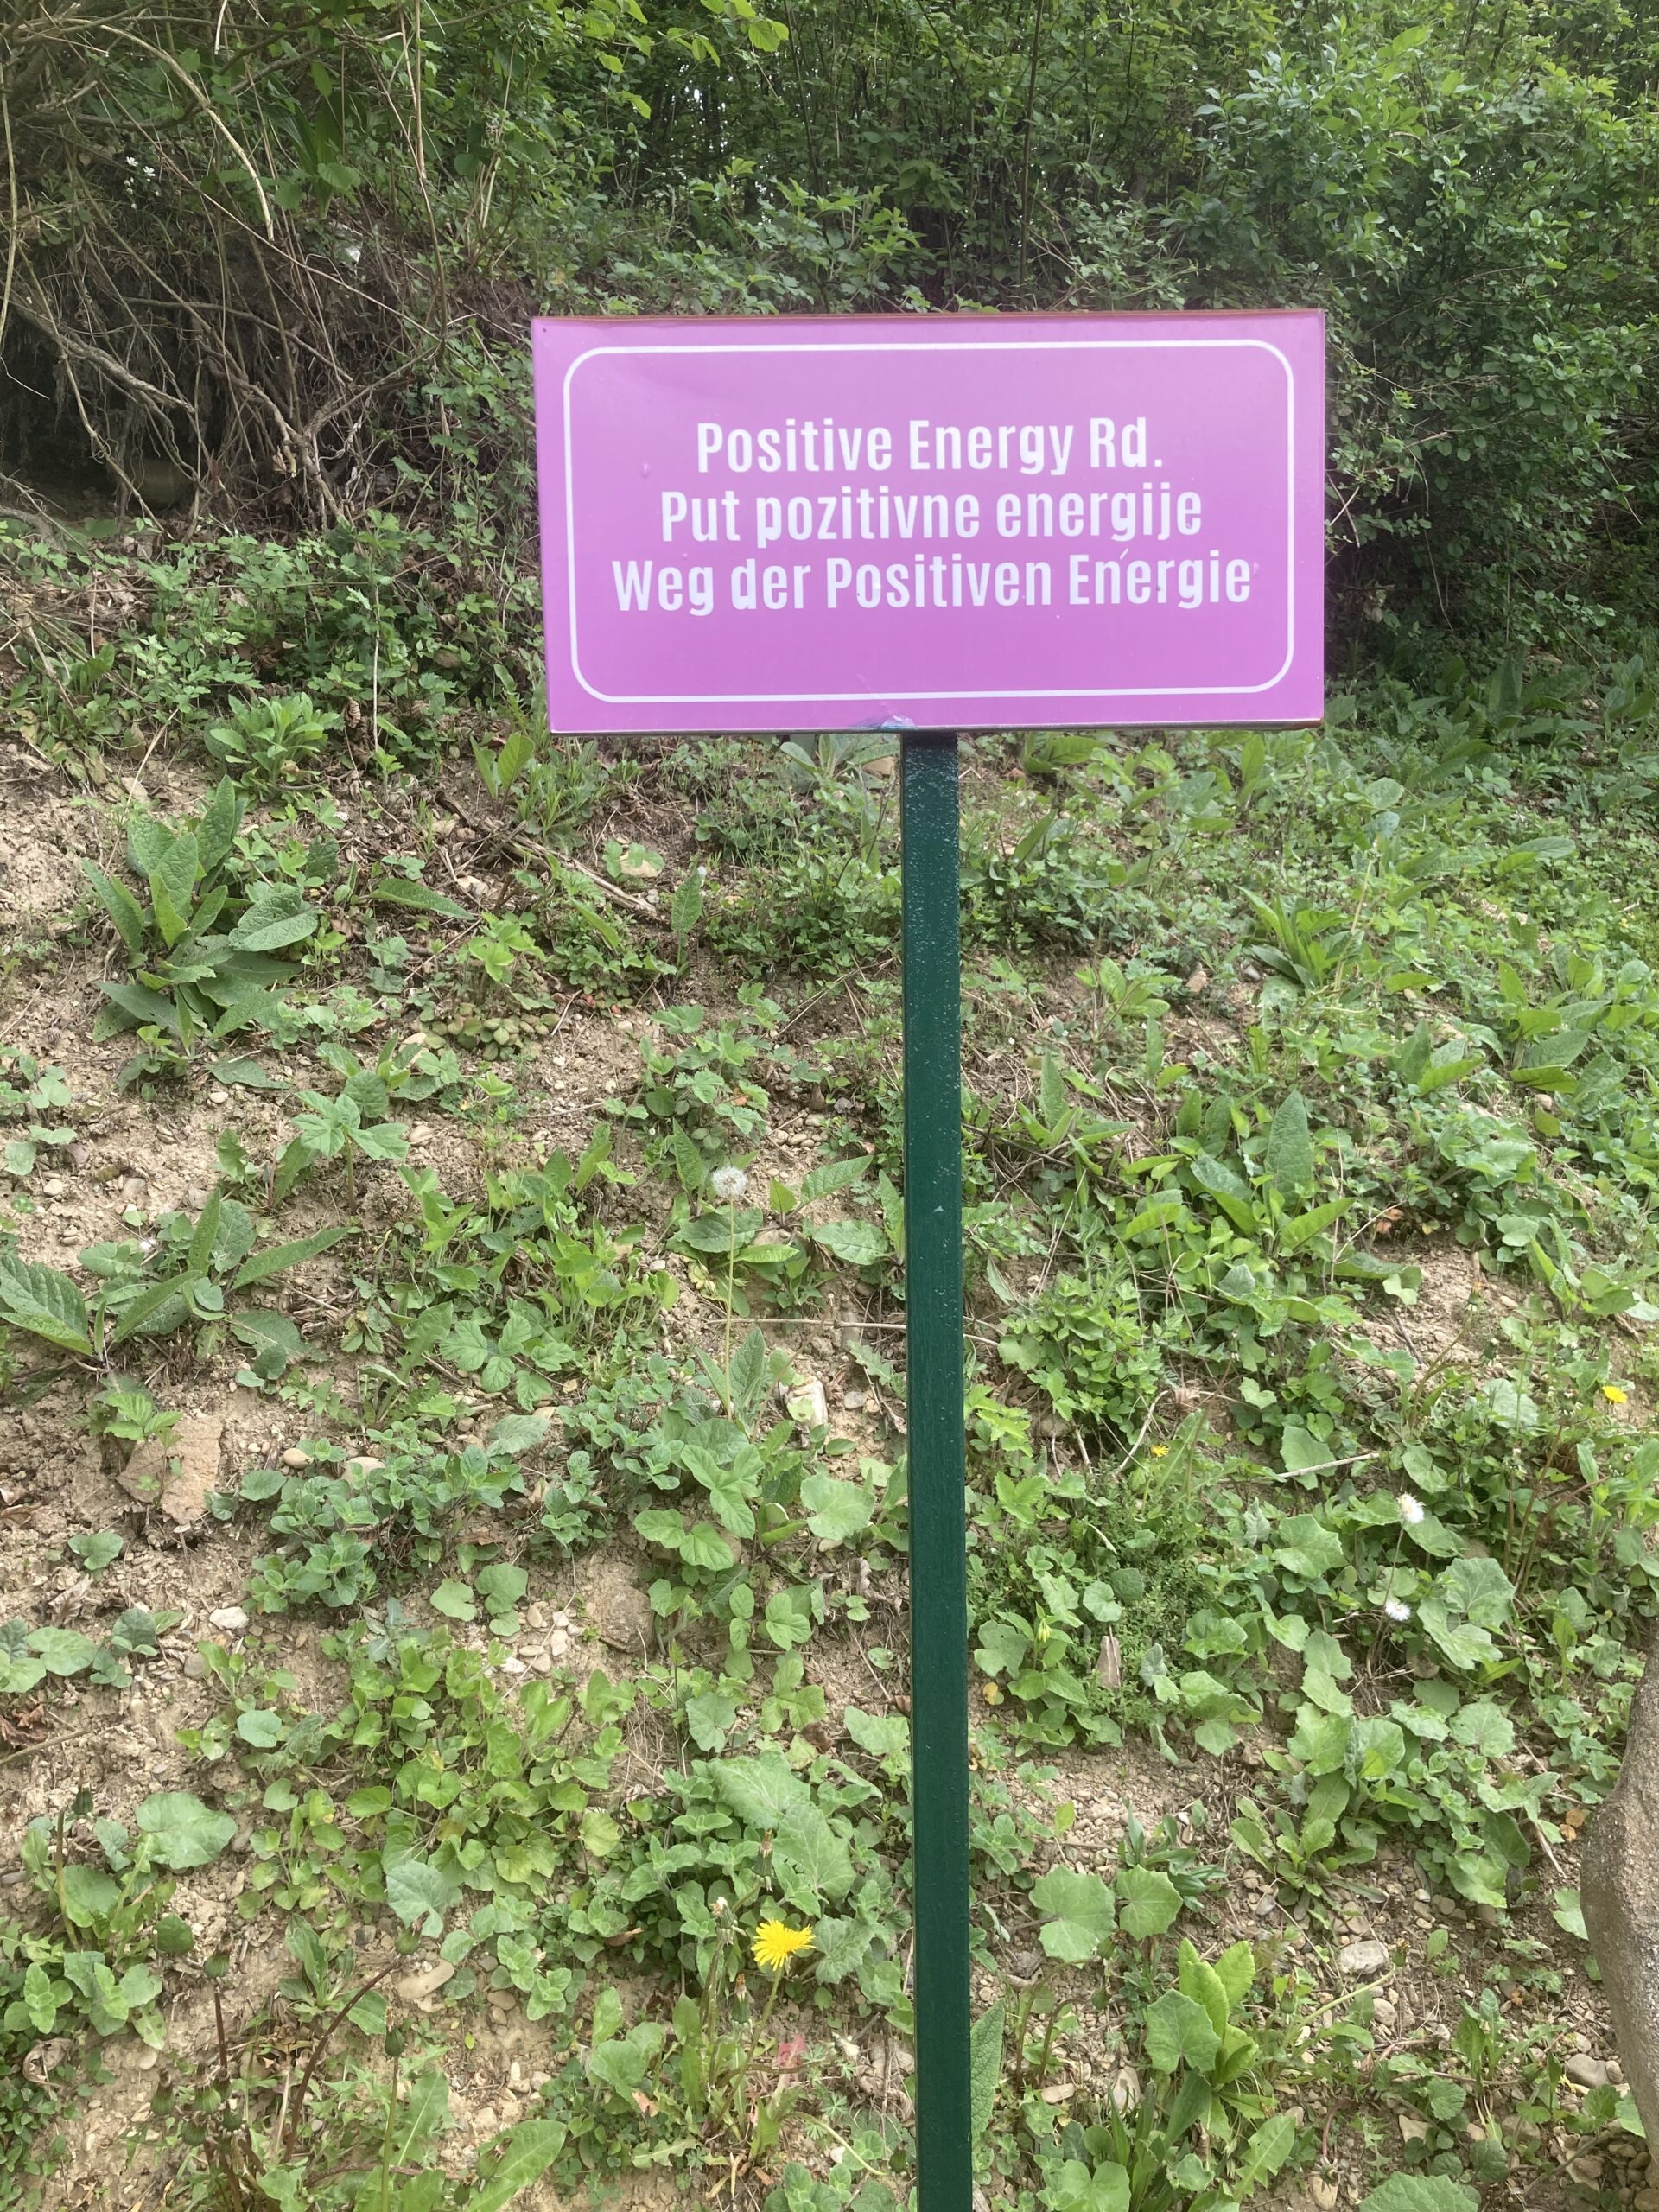 Positive Energy Rd.
Put pozitivne energije
Weg der Positiven Energie